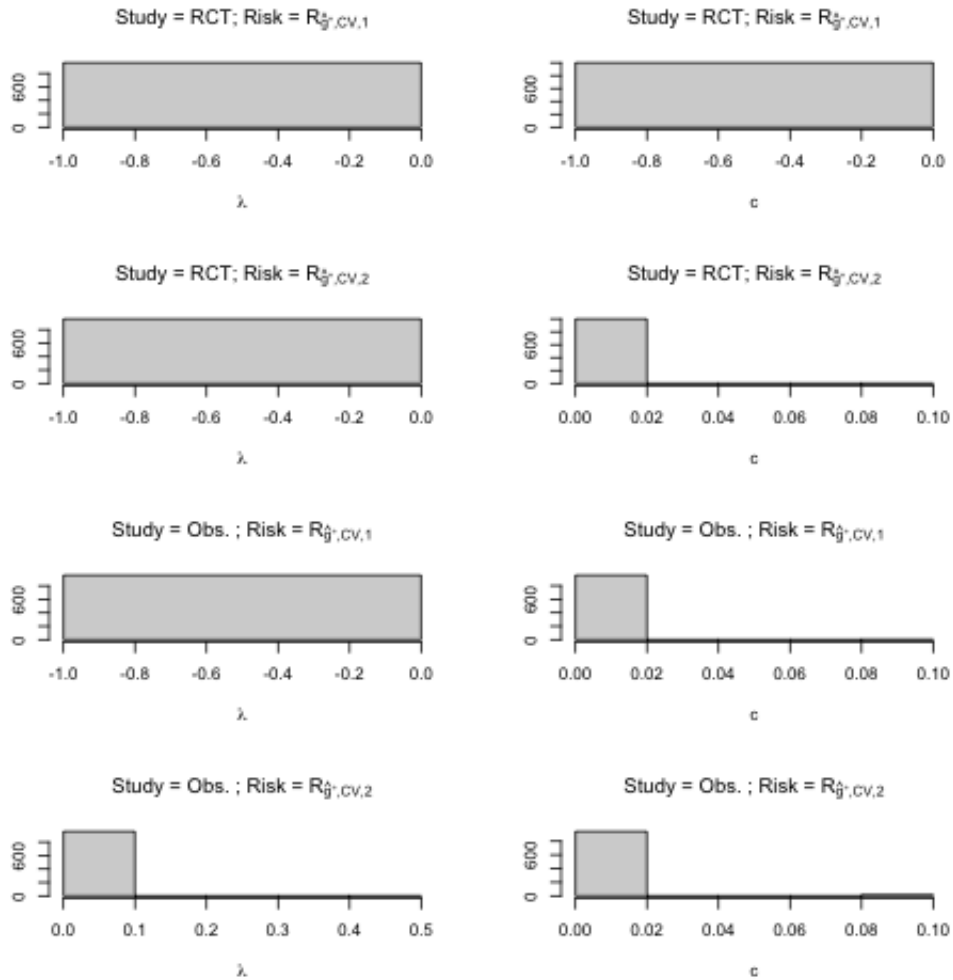 Study = RCT; Risk = R_ĝ*,CV,1
600
0
-1.0 -0.8 -0.6 -0.4 -0.2 0.0
λ
Study = RCT; Risk = R_ĝ*,CV,1
600
0
-1.0 -0.8 -0.6 -0.4 -0.2 0.0
c
Study = RCT; Risk = R_ĝ*,CV,2
600
0
-1.0 -0.8 -0.6 -0.4 -0.2 0.0
λ
Study = RCT; Risk = R_ĝ*,CV,2
600
0
0.00 0.02 0.04 0.06 0.08 0.10
c
Study = Obs. ; Risk = R_ĝ*,CV,1
600
0
-1.0 -0.8 -0.6 -0.4 -0.2 0.0
λ
Study = Obs. ; Risk = R_ĝ*,CV,1
600
0
0.00 0.02 0.04 0.06 0.08 0.10
c
Study = Obs. ; Risk = R_ĝ*,CV,2
600
0
0.0 0.1 0.2 0.3 0.4 0.5
λ
Study = Obs. ; Risk = R_ĝ*,CV,2
600
0
0.00 0.02 0.04 0.06 0.08 0.10
c